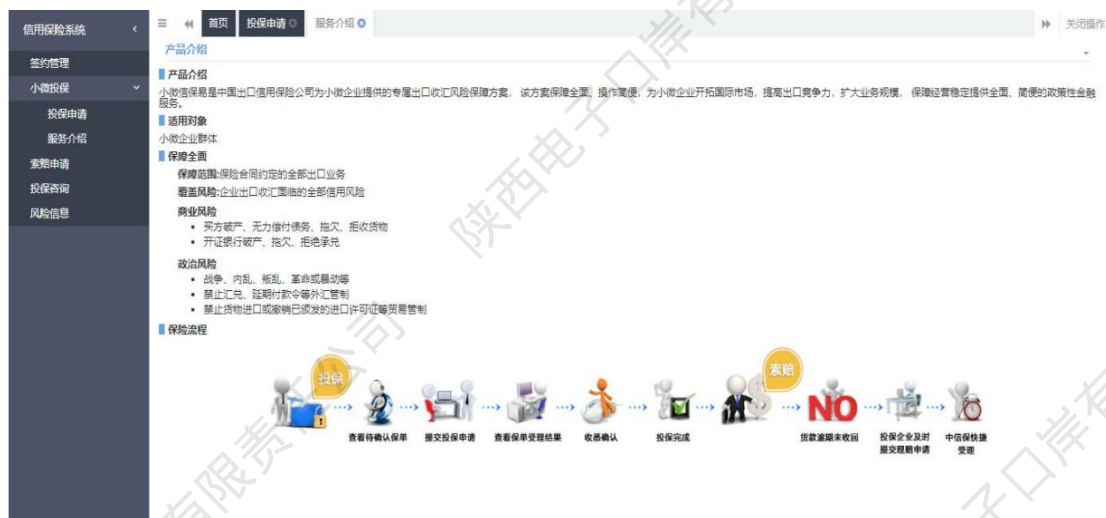 信用保险系统
首页
投保申请
服务介绍
关闭操作
签约管理
小微投保
投保申请
服务介绍
索赔申请
投保咨询
风险信息
产品介绍
产品介绍
小微信保易是中国出口信用保险公司为小微企业提供的专属出口收汇风险保障方案， 该方案保障全面、操作简便，为小微企业开拓国际市场，提高出口竞争力，扩大业务规模， 保障经营稳定提供全面、简便的政策性金融
服务。
适用对象
小微企业群体
保障全面
保障范围:保险合同约定的全部出口业务
覆盖风险:企业出口收汇面临的全部信用风险
商业风险
• 买方破产、无力偿付债务、拖欠、拒收货物
• 开证银行破产、拖欠、拒绝承兑
政治风险
• 战争、内乱、叛乱、革命或暴动等
• 禁止汇兑、延期付款令等外汇管制
• 禁止货物进口或撤销已颁发的进口许可证等贸易管制
保险流程
投保
索赔
NO
查看待确认保单
提交投保申请
查看保单受理结果
收悉确认
投保完成
货款逾期未收回
投保企业及时
提交理赔申请
中信保快捷
受理
陕西电子口岸有
有限责任公司
子口岸有